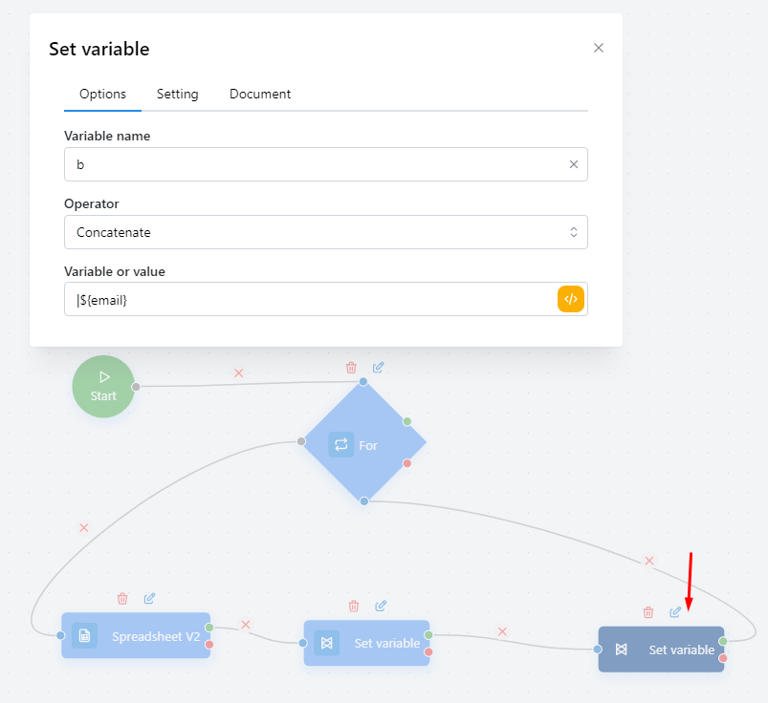 Set variable
Options Setting Document
Variable name
b
Operator
Concatenate
Variable or value
|${email}
Start
For
Spreadsheet V2
Set variable
Set variable